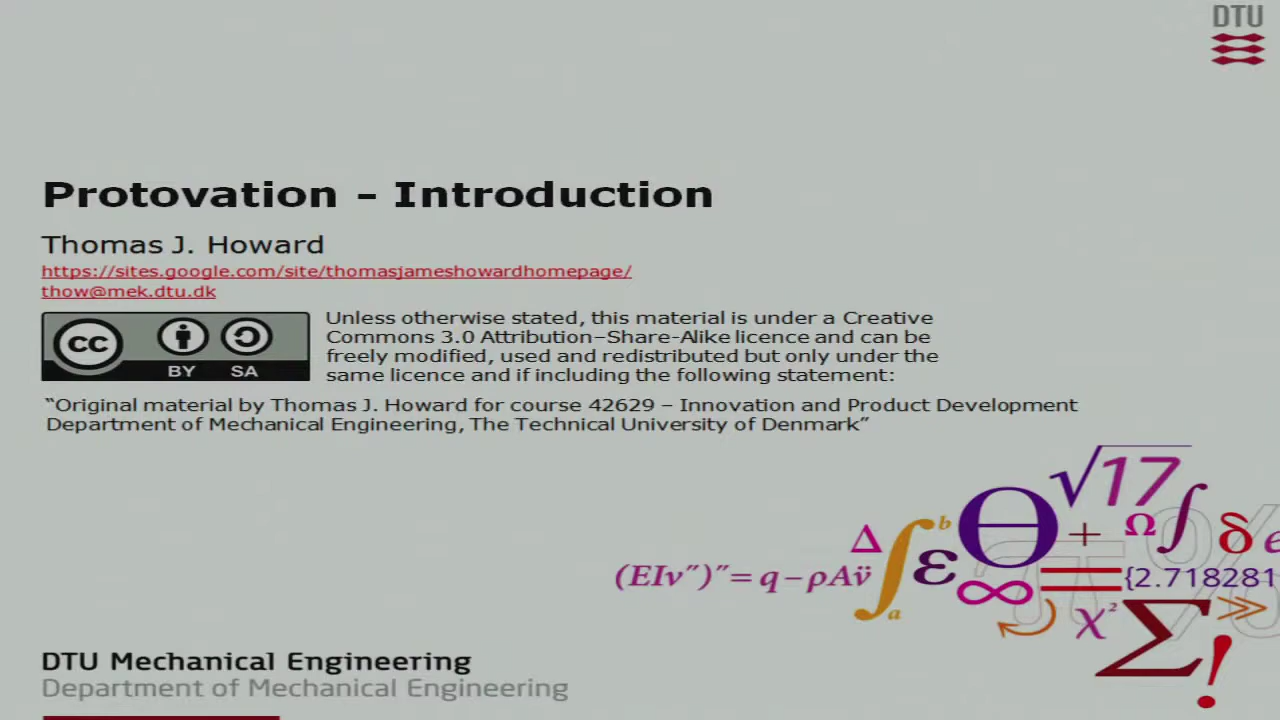 DTU
Protovation - Introduction
Thomas J. Howard
https://sites.google.com/site/thomasjameshowardhomepage/
thow@mek.dtu.dk
cc
BY SA
Unless otherwise stated, this material is under a Creative
Commons 3.0 Attribution–Share-Alike licence and can be
freely modified, used and redistributed but only under the
same licence and if including the following statement:
“Original material by Thomas J. Howard for course 42629 – Innovation and Product Development
Department of Mechanical Engineering, The Technical University of Denmark”
√17
Δ ∫ b a ε Θ + Ω ∫ δ e
(EIv″)″= q−ρAv̈
∞ = π {2.718281
χ² Σ ≫ % !
DTU Mechanical Engineering
Department of Mechanical Engineering